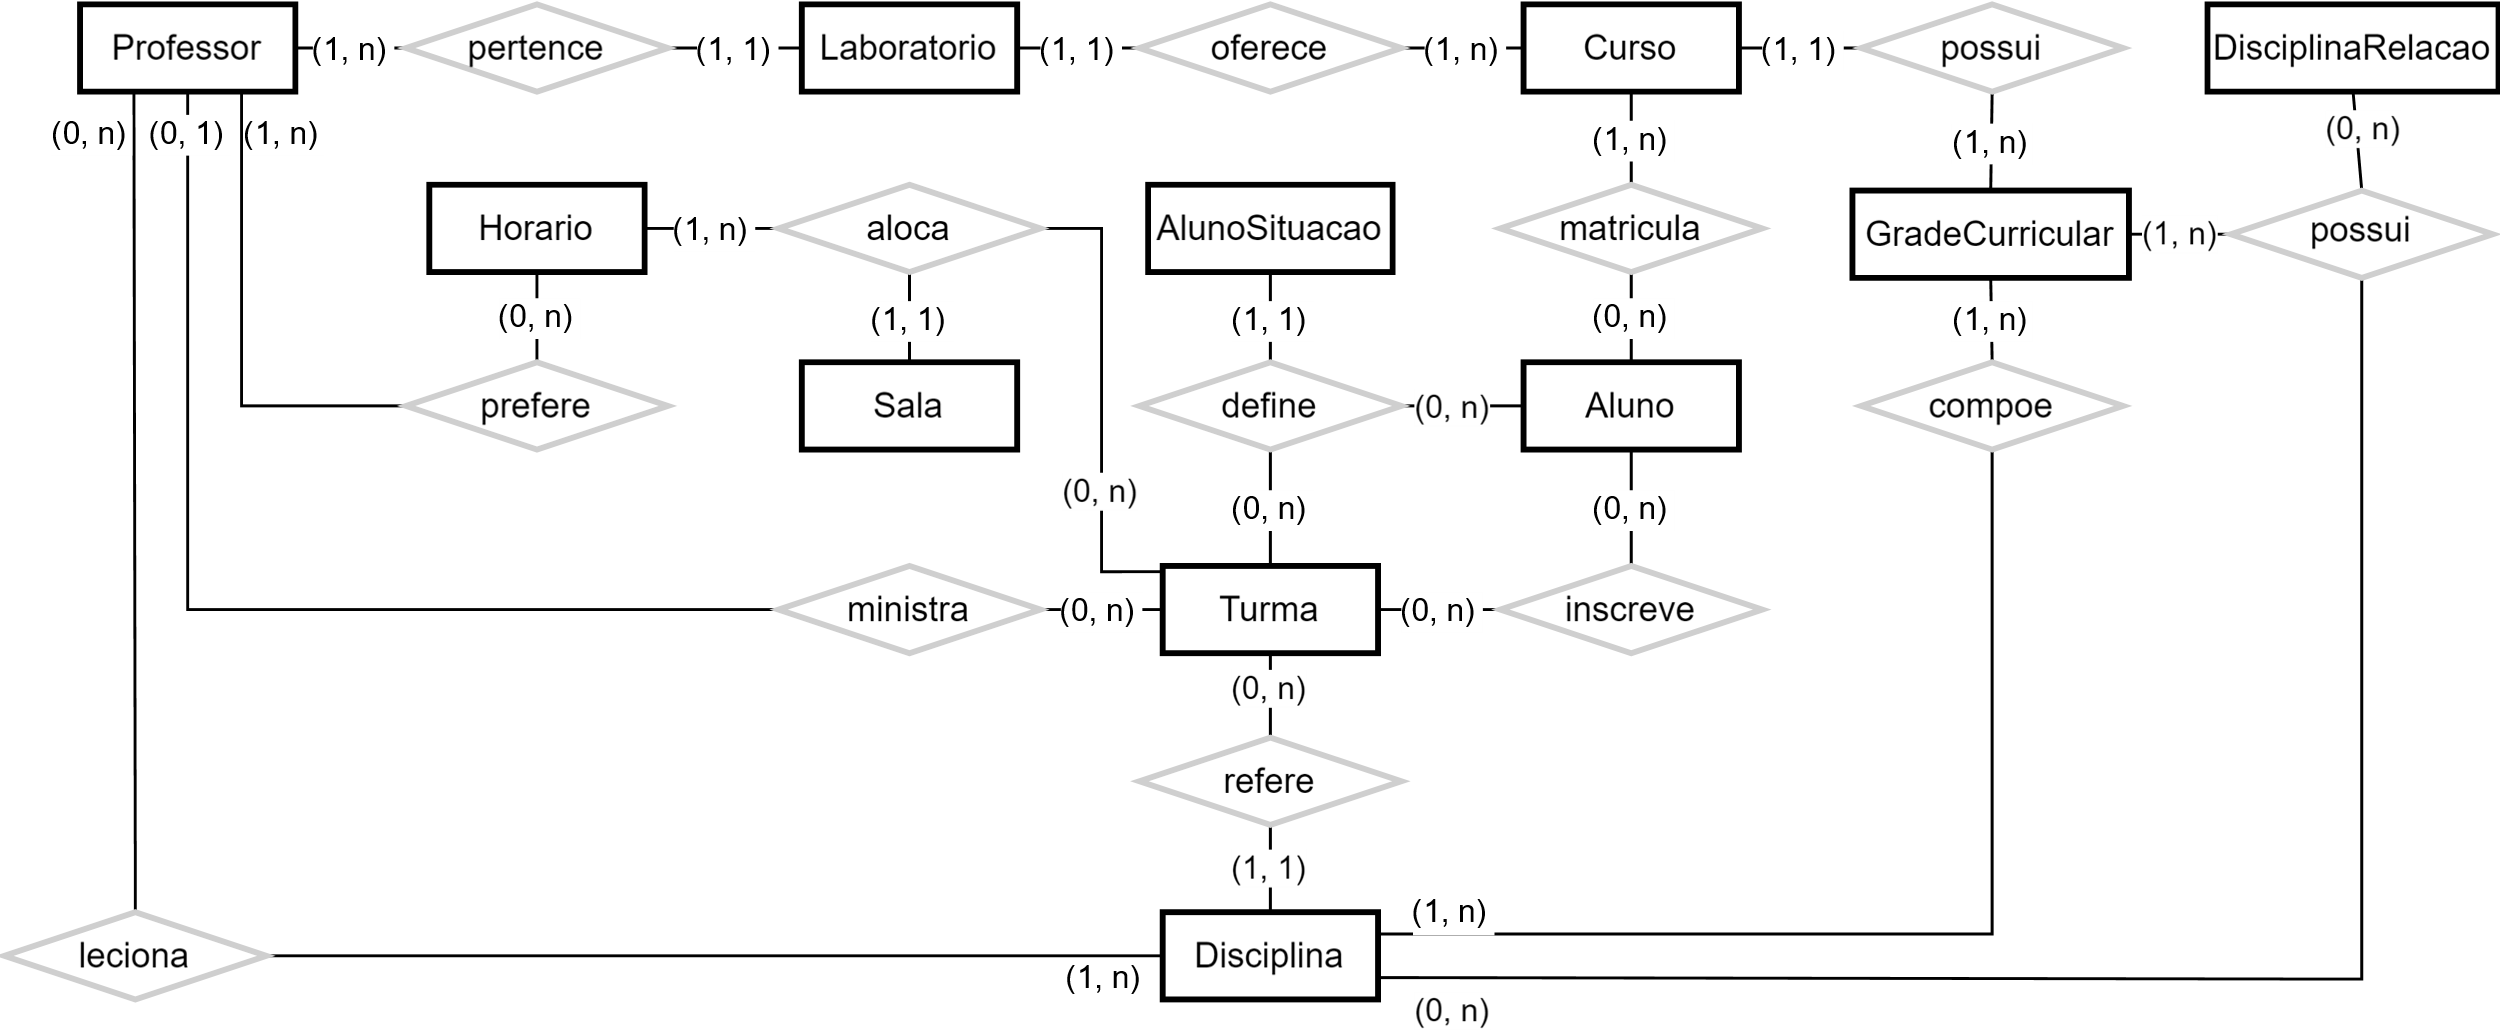 Professor
(1, n)
pertence
(1, 1)
Laboratorio
(1, 1)
oferece
(1, n)
Curso
(1, 1)
possui
DisciplinaRelacao
(0, n)
(0, 1)
(1, n)
(1, n)
(1, n)
(0, n)
Horario
(1, n)
aloca
AlunoSituacao
matricula
GradeCurricular
(1, n)
possui
(0, n)
(1, 1)
(1, 1)
(0, n)
(1, n)
prefere
Sala
define
(0, n)
Aluno
compoe
(0, n)
(0, n)
(0, n)
ministra
(0, n)
Turma
(0, n)
inscreve
(0, n)
refere
(1, 1)
(1, n)
leciona
Disciplina
(1, n)
(0, n)